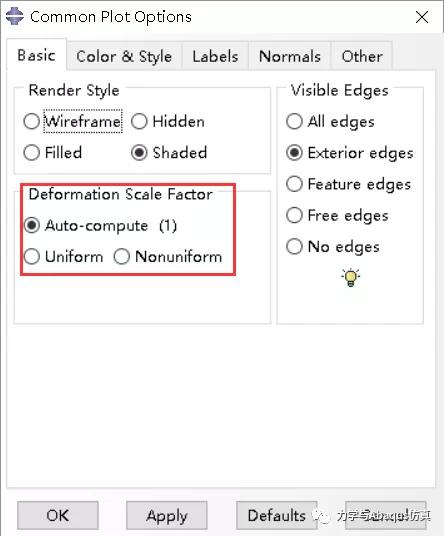 Common Plot Options
Basic Color & Style Labels Normals Other
Render Style
Wireframe Hidden
Filled Shaded
Visible Edges
All edges
Exterior edges
Feature edges
Free edges
No edges
Deformation Scale Factor
Auto-compute (1)
Uniform Nonuniform
OK Apply Defaults Cancel
力学与Abaqus仿真